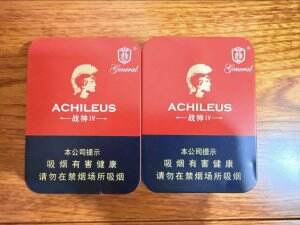 General
ACHILEUS
战神IV
本公司提示
吸烟有害健康
请勿在禁烟场所吸烟
General
ACHILEUS
战神IV
本公司提示
吸烟有害健康
请勿在禁烟场所吸烟